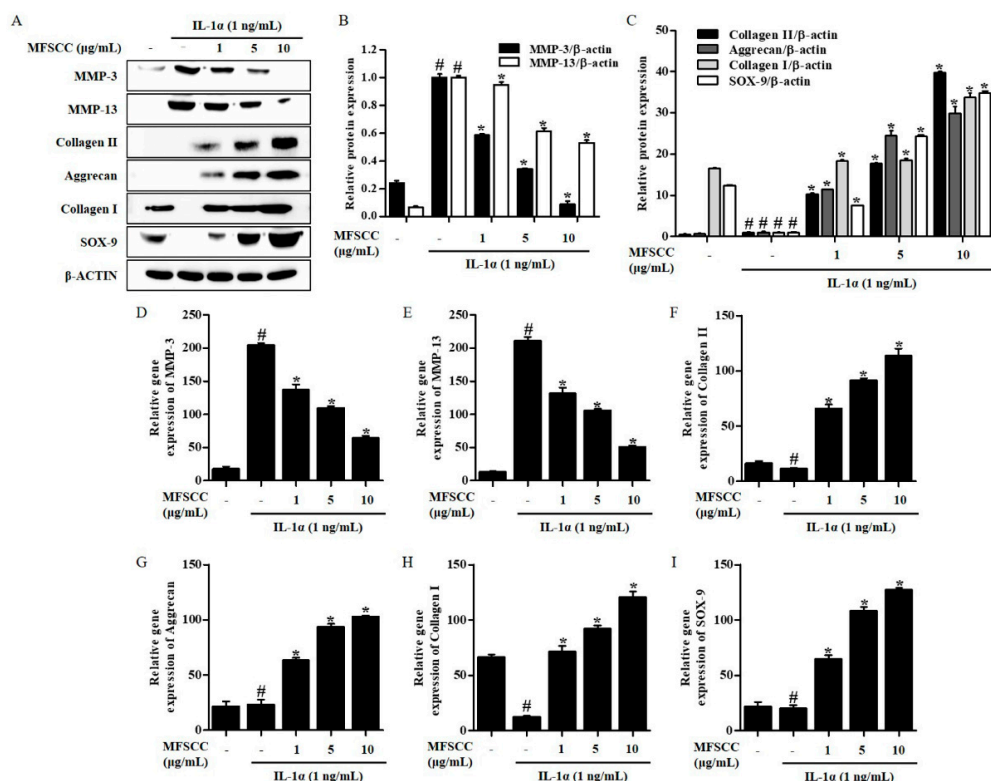 A
IL-1α (1 ng/mL)
MFSCC (μg/mL) - - 1 5 10
MMP-3
MMP-13
Collagen II
Aggrecan
Collagen I
SOX-9
β-ACTIN
B
Relative protein expression
1.2
1.0
0.8
0.6
0.4
0.2
0.0
MMP-3/β-actin
MMP-13/β-actin
# # * * * * * *
MFSCC - - 1 5 10
(μg/mL)
IL-1α (1 ng/mL)
C
Relative protein expression
50
40
30
20
10
0
Collagen II/β-actin
Aggrecan/β-actin
Collagen I/β-actin
SOX-9/β-actin
# # # # * * * * * * * * * * * *
MFSCC - - 1 5 10
(μg/mL)
IL-1α (1 ng/mL)
D
Relative gene
expression of MMP-3
250
200
150
100
50
0
# * * *
MFSCC - - 1 5 10
(μg/mL)
IL-1α (1 ng/mL)
E
Relative gene
expression of MMP-13
250
200
150
100
50
0
# * * *
MFSCC - - 1 5 10
(μg/mL)
IL-1α (1 ng/mL)
F
Relative gene
expression of Collagen II
150
100
50
0
# * * *
MFSCC - - 1 5 10
(μg/mL)
IL-1α (1 ng/mL)
G
Relative gene
expression of Aggrecan
150
100
50
0
# * * *
MFSCC - - 1 5 10
(μg/mL)
IL-1α (1 ng/mL)
H
Relative gene
expression of Collagen I
150
100
50
0
# * * *
MFSCC - - 1 5 10
(μg/mL)
IL-1α (1 ng/mL)
I
Relative gene
expression of SOX-9
150
100
50
0
# * * *
MFSCC - - 1 5 10
(μg/mL)
IL-1α (1 ng/mL)